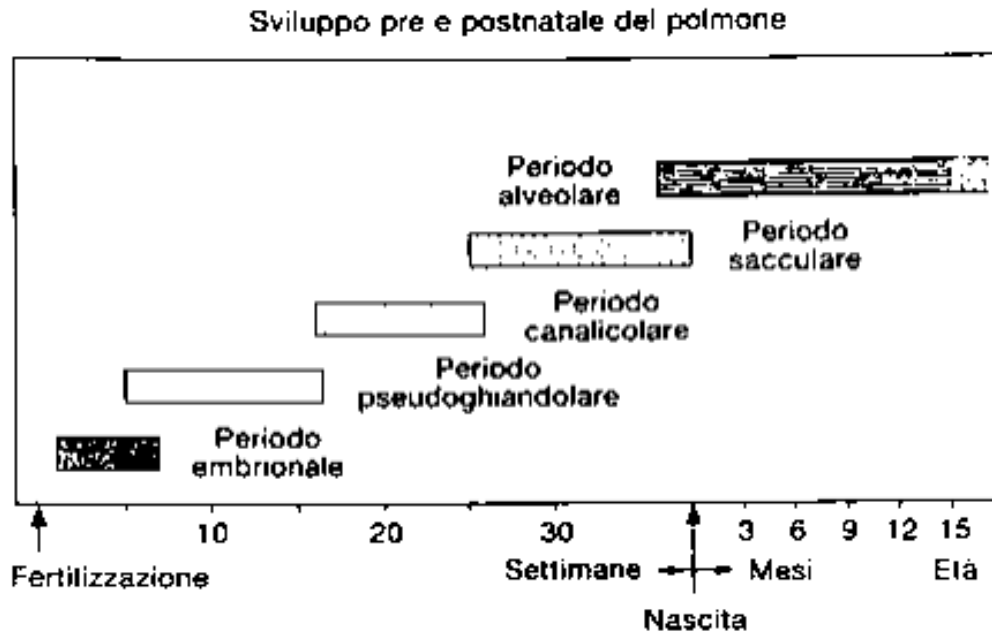 Sviluppo pre e postnatale del polmone
Periodo
alveolare
Periodo
sacculare
Periodo
canalicolare
Periodo
pseudoghiandolare
Periodo
embrionale
10 20 30 3 6 9 12 15
Fertilizzazione Settimane Mesi Età
Nascita